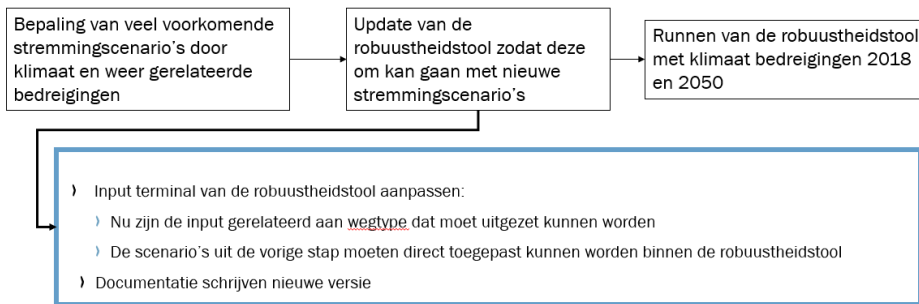 Bepaling van veel voorkomende
stremmingscenario's door
klimaat en weer gerelateerde
bedreigingen
Update van de
robuustheidstool zodat deze
om kan gaan met nieuwe
stremmingscenario's
Runnen van de robuustheidstool
met klimaat bedreigingen 2018
en 2050
Input terminal van de robuustheidstool aanpassen:
Nu zijn de input gerelateerd aan wegtype dat moet uitgezet kunnen worden
De scenario's uit de vorige stap moeten direct toegepast kunnen worden binnen de robuustheidstool
Documentatie schrijven nieuwe versie